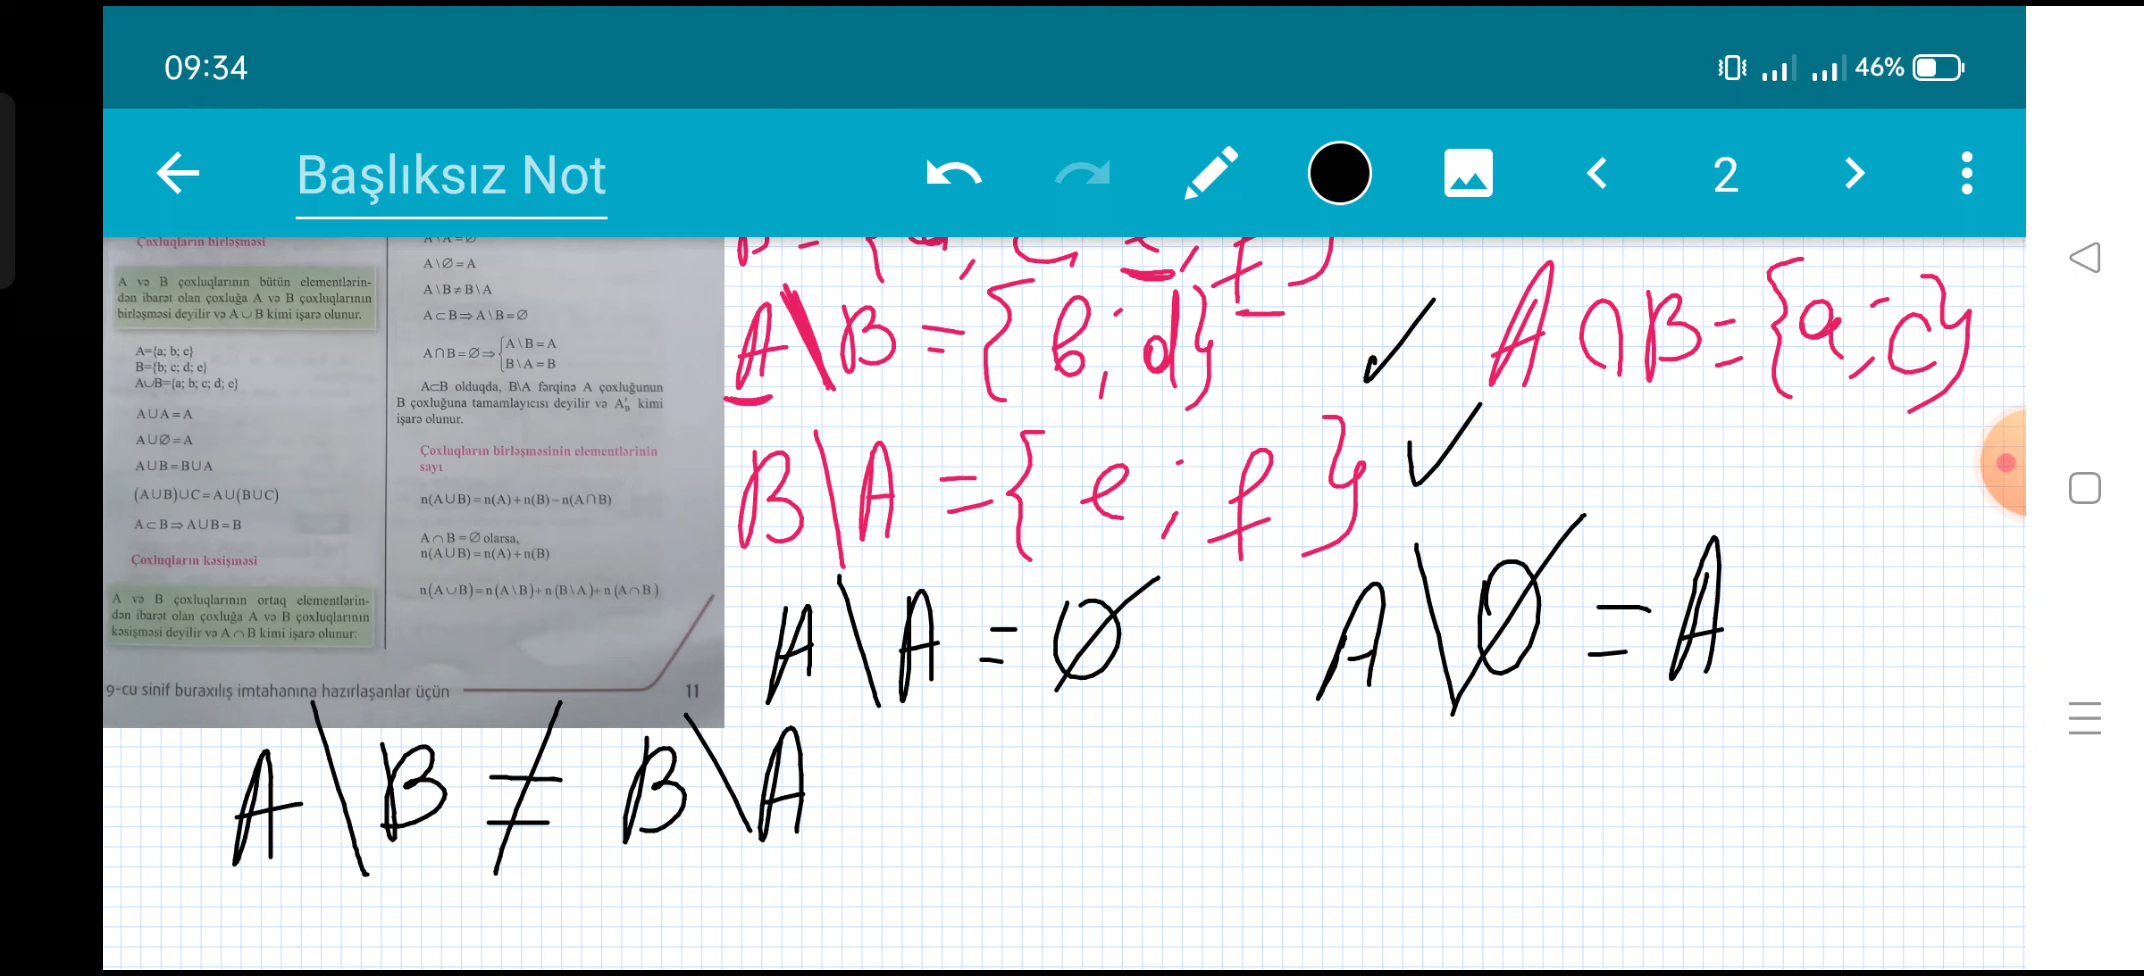 09:34
46%
Başlıksız Not
2
Çoxluqların birləşməsi
A və B çoxluqlarının bütün elementlərin-
dən ibarət olan çoxluğa A və B çoxluqlarının
birləşməsi deyilir və A∪B kimi işarə olunur.
A={a; b; c}
B={b; c; d; e}
A∪B={a; b; c; d; e}
A∪A=A
A∪Ø=A
A∪B=B∪A
(A∪B)∪C=A∪(B∪C)
A⊂B⇒A∪B=B
Çoxluqların kəsişməsi
A və B çoxluqlarının ortaq elementlərin-
dən ibarət olan çoxluğa A və B çoxluqlarının
kəsişməsi deyilir və A∩B kimi işarə olunur.
A\A=Ø
A\Ø=A
A\B≠B\A
A⊂B⇒A\B=Ø
A∩B=Ø⇒{A\B=A
B\A=B
A⊂B olduqda, B\A fərqinə A çoxluğunun
B çoxluğuna tamamlayıcısı deyilir və A'B kimi
işarə olunur.
Çoxluqların birləşməsinin elementlərinin
sayı
n(A∪B)=n(A)+n(B)−n(A∩B)
A∩B=Ø olarsa,
n(A∪B)=n(A)+n(B)
n(A∪B)=n(A\B)+n(B\A)+n(A∩B)
9-cu sinif buraxılış imtahanına hazırlaşanlar üçün
11
A\B={b; d} ✓ A∩B={a; c}
B\A={e; f} ✓
A\A=Ø A\Ø=A
A\B≠B\A